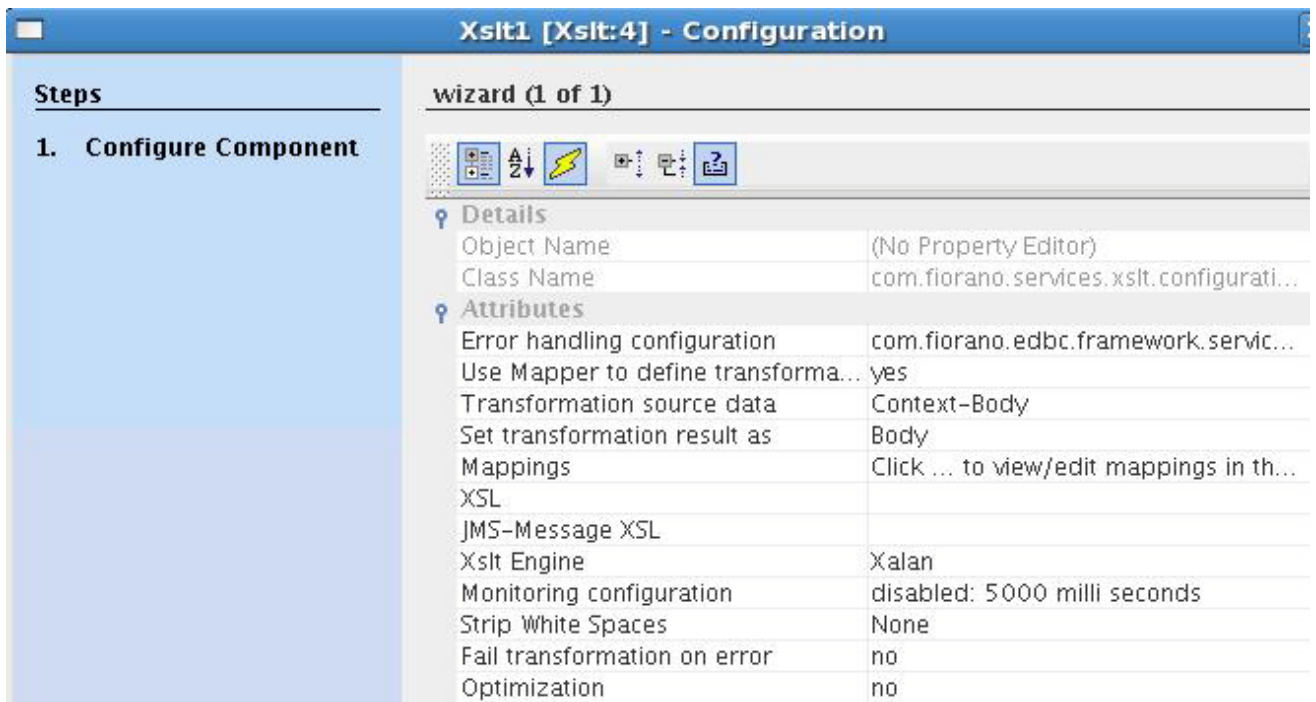 Xslt1 [Xslt:4] - Configuration
Steps
wizard (1 of 1)
1. Configure Component
Details
Object Name (No Property Editor)
Class Name com.fiorano.services.xslt.configurati...
Attributes
Error handling configuration com.fiorano.edbc.framework.servic...
Use Mapper to define transforma... yes
Transformation source data Context-Body
Set transformation result as Body
Mappings Click ... to view/edit mappings in th...
XSL
JMS-Message XSL
Xslt Engine Xalan
Monitoring configuration disabled: 5000 milli seconds
Strip White Spaces None
Fail transformation on error no
Optimization no